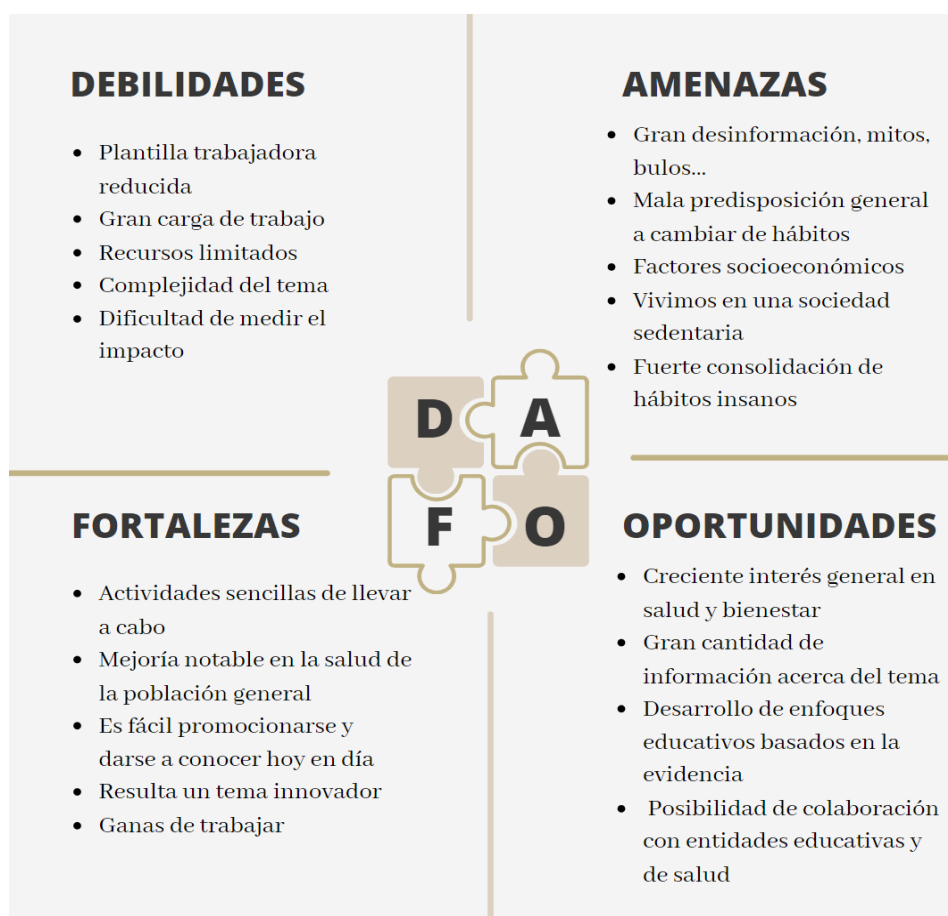 DEBILIDADES
• Plantilla trabajadora
reducida
• Gran carga de trabajo
• Recursos limitados
• Complejidad del tema
• Dificultad de medir el
impacto
AMENAZAS
• Gran desinformación, mitos,
bulos...
• Mala predisposición general
a cambiar de hábitos
• Factores socioeconómicos
• Vivimos en una sociedad
sedentaria
• Fuerte consolidación de
hábitos insanos
D A
F O
FORTALEZAS
• Actividades sencillas de llevar
a cabo
• Mejoría notable en la salud de
la población general
• Es fácil promocionarse y
darse a conocer hoy en día
• Resulta un tema innovador
• Ganas de trabajar
OPORTUNIDADES
• Creciente interés general en
salud y bienestar
• Gran cantidad de
información acerca del tema
• Desarrollo de enfoques
educativos basados en la
evidencia
• Posibilidad de colaboración
con entidades educativas y
de salud